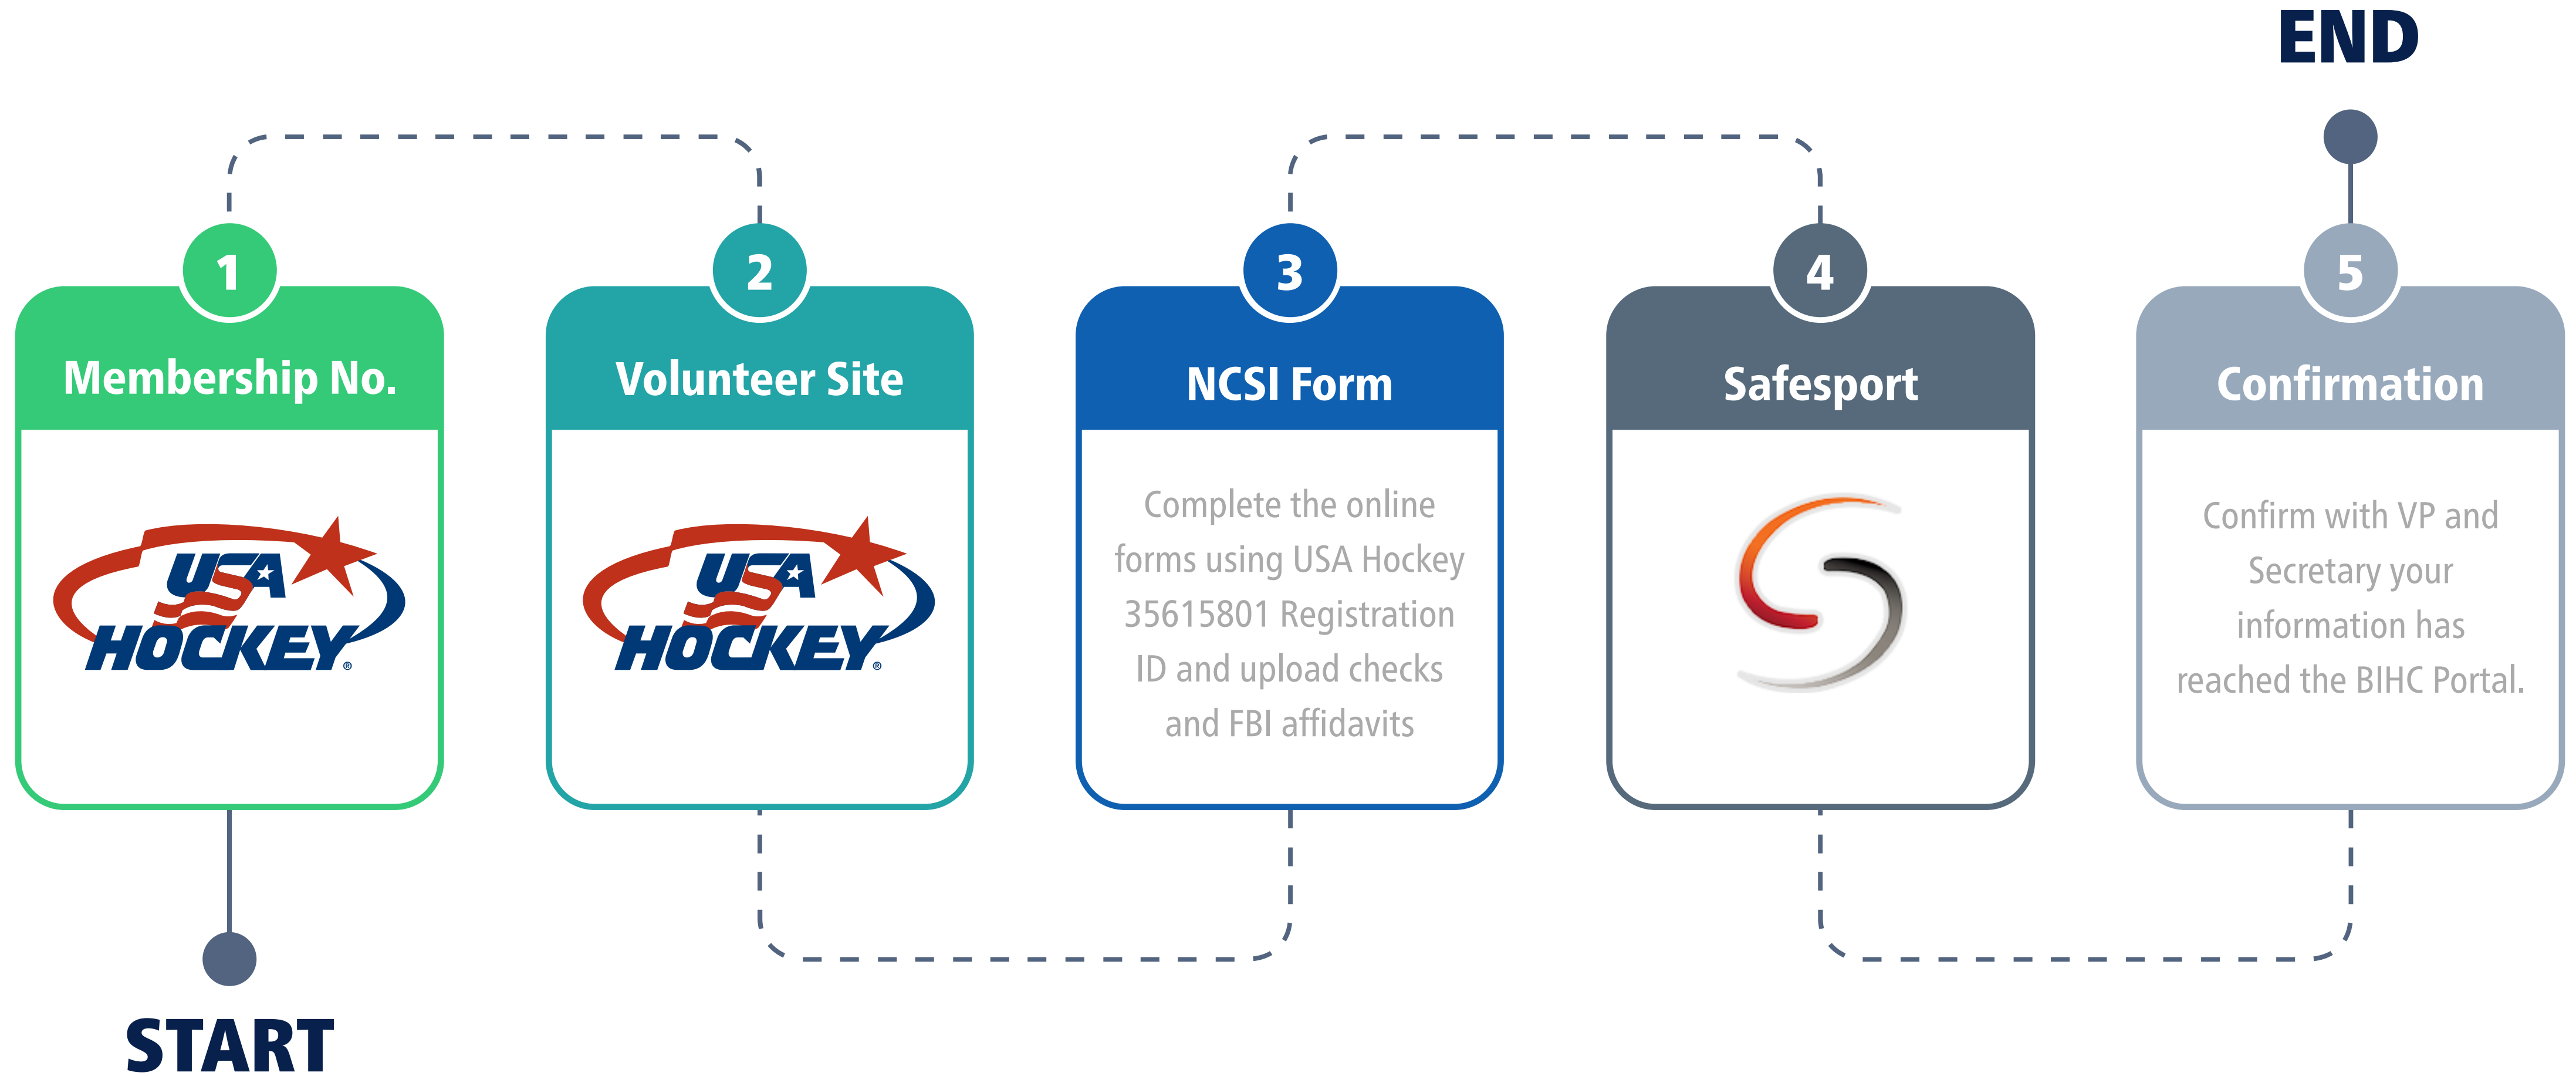 END
1
2
3
4
5
Membership No.
Volunteer Site
NCSI Form
Safesport
Confirmation
USA
HOCKEY®
USA
HOCKEY®
Complete the online
forms using USA Hockey
35615801 Registration
ID and upload checks
and FBI affidavits
Confirm with VP and
Secretary your
information has
reached the BIHC Portal.
START